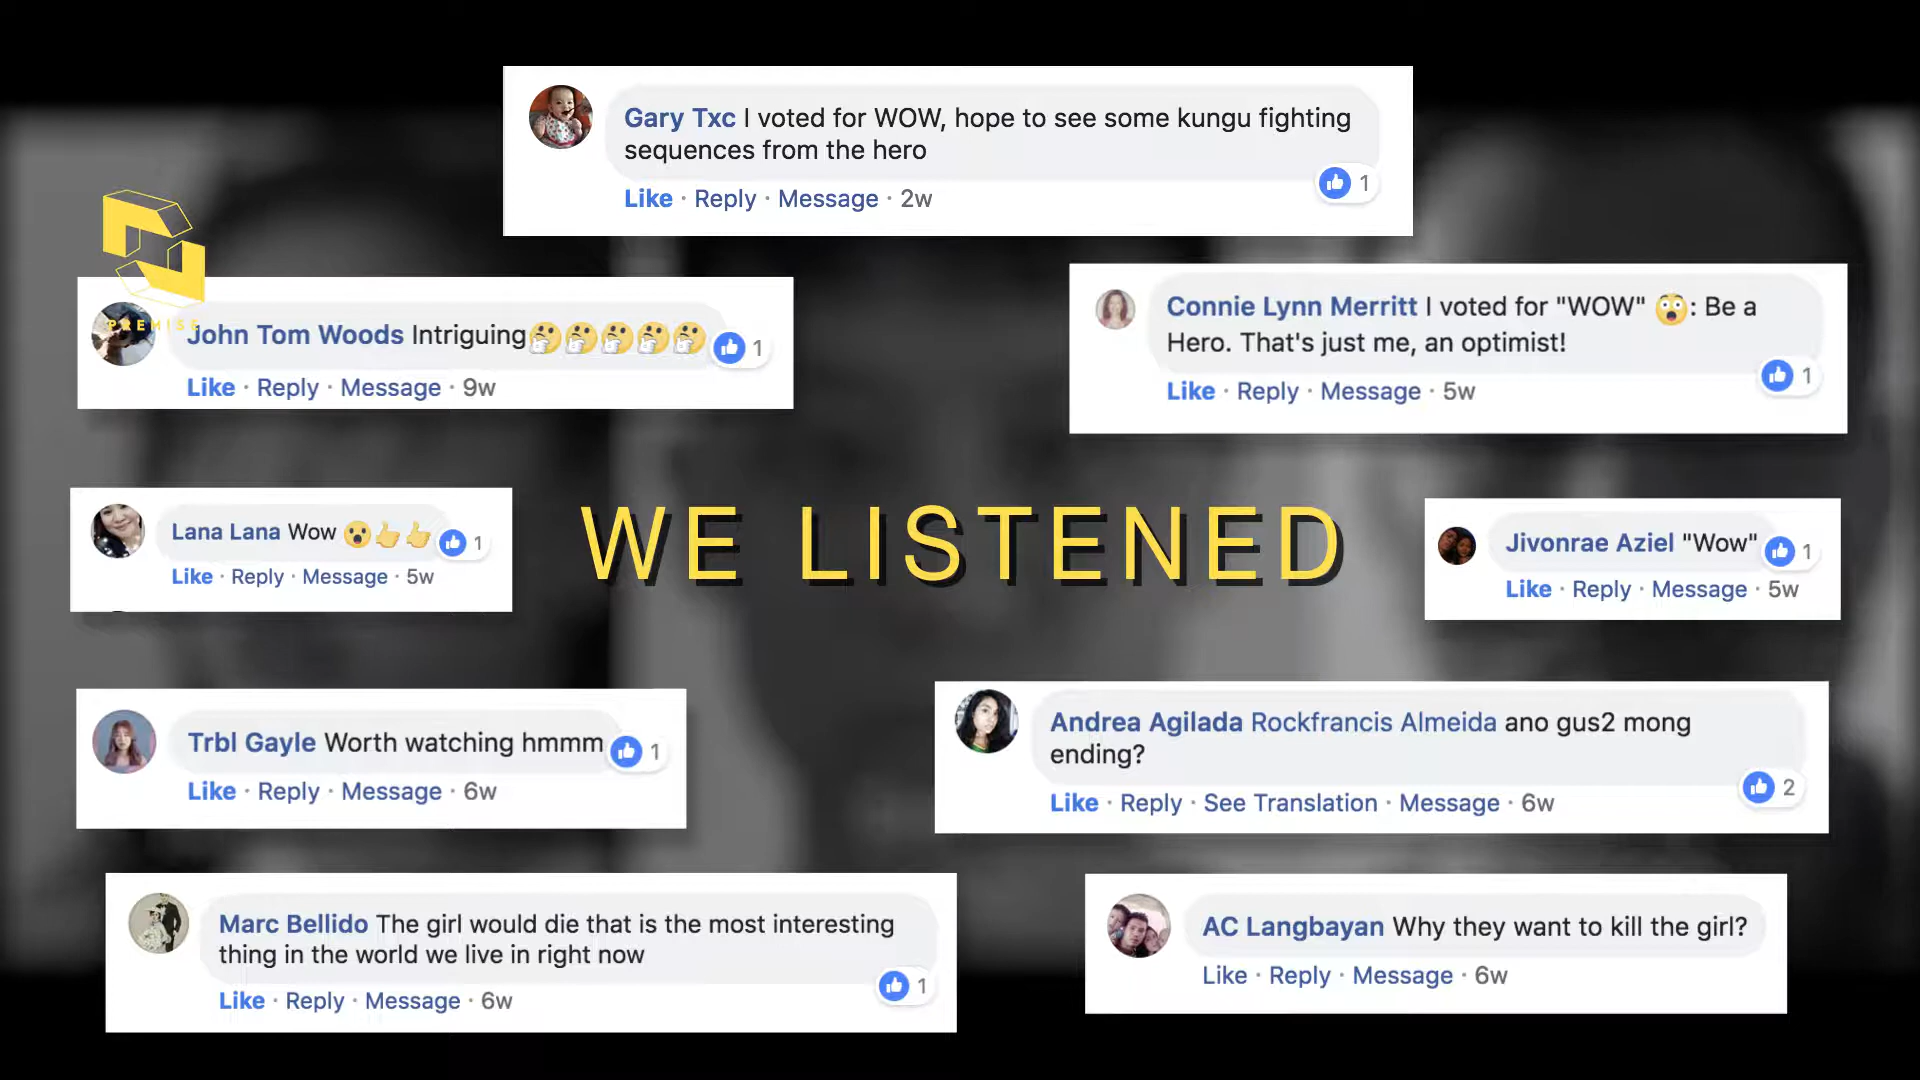 Gary Txc I voted for WOW, hope to see some kungu fighting
sequences from the hero
1
Like · Reply · Message · 2w
PREMISE
John Tom Woods Intriguing🤔🤔🤔🤔🤔 1
Like · Reply · Message · 9w
Connie Lynn Merritt I voted for "WOW" 😲: Be a
Hero. That's just me, an optimist!
1
Like · Reply · Message · 5w
Lana Lana Wow 😮👍👍 1
Like · Reply · Message · 5w
WE LISTENED
Jivonrae Aziel "Wow" 1
Like · Reply · Message · 5w
Trbl Gayle Worth watching hmmm 1
Like · Reply · Message · 6w
Andrea Agilada Rockfrancis Almeida ano gus2 mong
ending?
2
Like · Reply · See Translation · Message · 6w
Marc Bellido The girl would die that is the most interesting
thing in the world we live in right now
1
Like · Reply · Message · 6w
AC Langbayan Why they want to kill the girl?
Like · Reply · Message · 6w